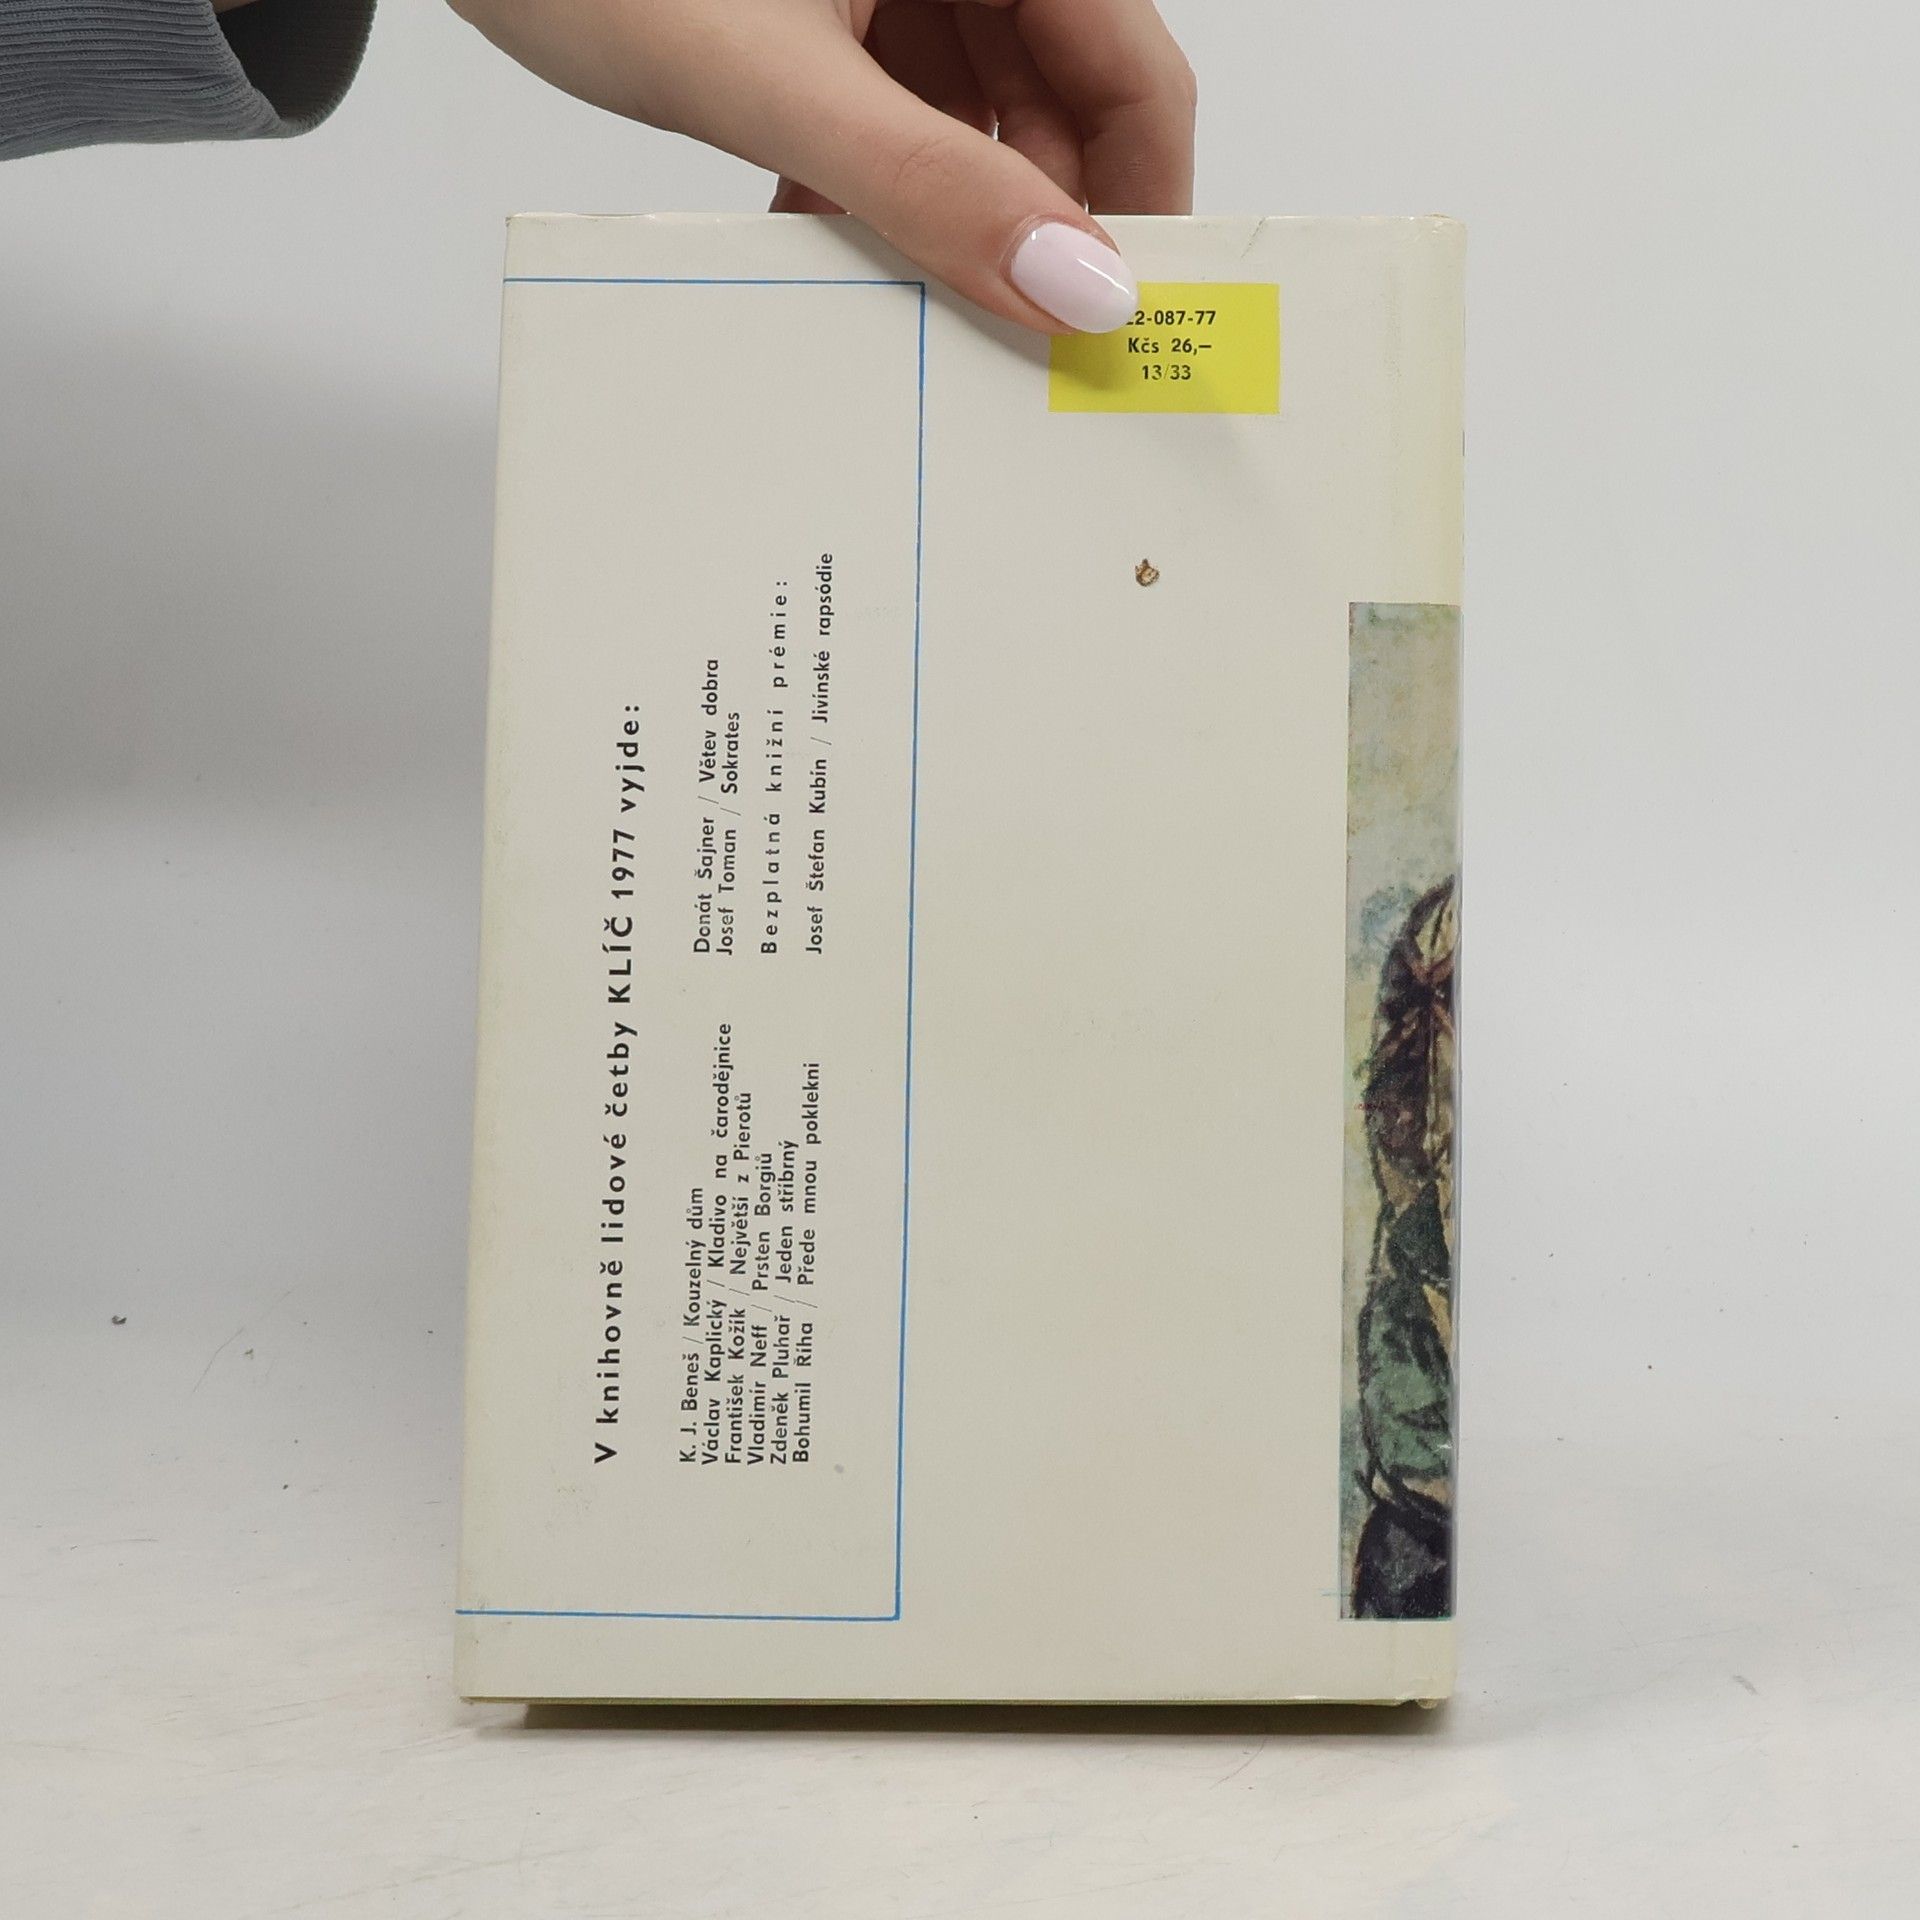 V knihovně lidové četby KLÍČ 1977 vyjde:
K. J. Beneš / Kouzelný dům
Václav Kaplický / Kladivo na čarodějnice
František Kožík / Největší z Pierotů
Vladimír Neff / Prsten Borgiů
Zdeněk Pluhař / Jeden stříbrný
Bohumil Říha / Přede mnou poklekni
Donát Šajner / Větev dobra
Josef Toman / Sokrates
Bezplatná knižní prémie:
Josef Štefan Kubín / Jivínské rapsódie
2-087-77
Kčs 26,—
13/33